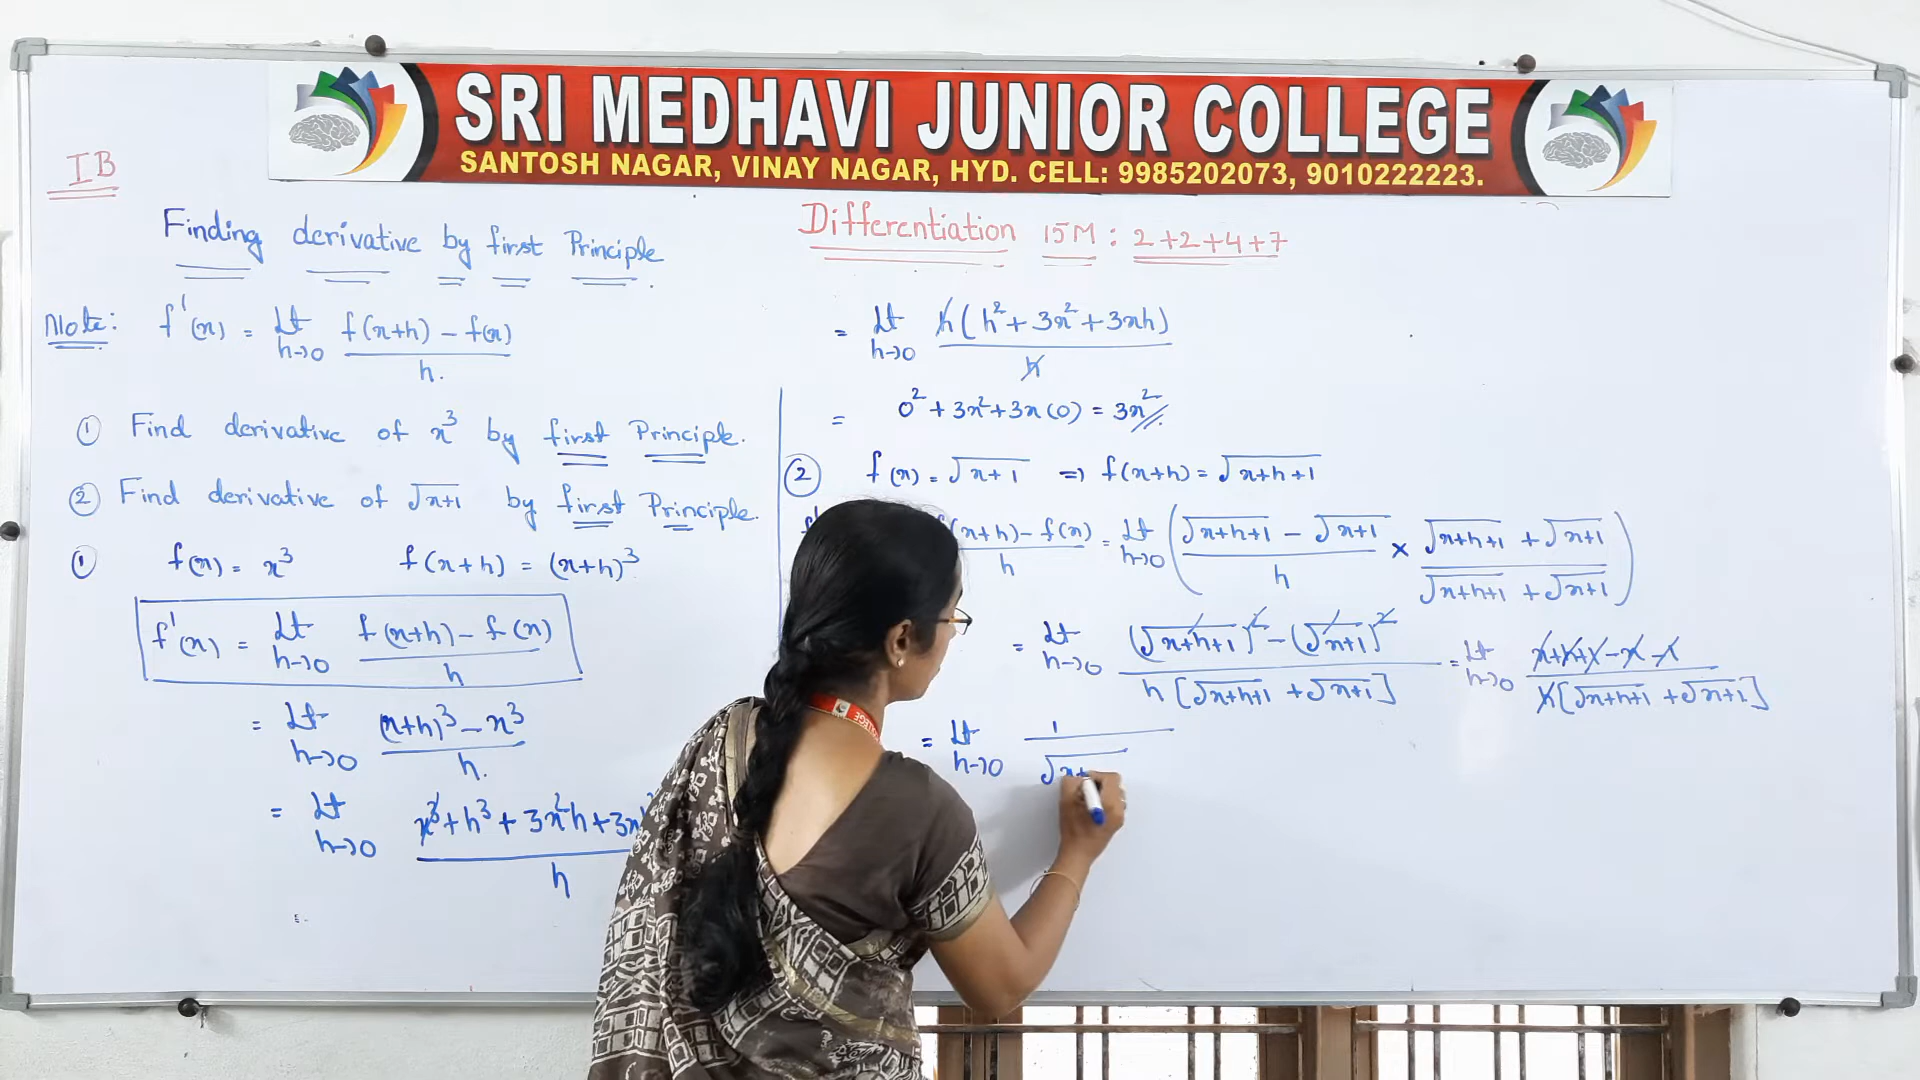 SRI MEDHAVI JUNIOR COLLEGE
SANTOSH NAGAR, VINAY NAGAR, HYD. CELL: 9985202073, 9010222223.
IB
Differentiation 15M : 2+2+4+7
Finding derivative by first Principle.
Note: f'(x) = Lt h→0 f(x+h) - f(x) / h.
① Find derivative of x³ by first Principle.
② Find derivative of √x+1 by first Principle.
① f(x) = x³ f(x+h) = (x+h)³
f'(x) = Lt h→0 f(x+h) - f(x) / h
= Lt h→0 (x+h)³ - x³ / h.
= Lt h→0 x³ + h³ + 3x²h + 3x / h
= Lt h→0 h(h² + 3x² + 3xh) / h
= 0² + 3x² + 3x(0) = 3x²
② f(x) = √x+1 ⇒ f(x+h) = √x+h+1
f(x+h) - f(x) / h = Lt h→0 (√x+h+1 - √x+1 / h × √x+h+1 + √x+1 / √x+h+1 + √x+1)
= Lt h→0 (√x+h+1)² - (√x+1)² / h[√x+h+1 + √x+1] = Lt h→0 x+h+1-x-1 / h[√x+h+1 + √x+1]
= Lt h→0 1 / √x+